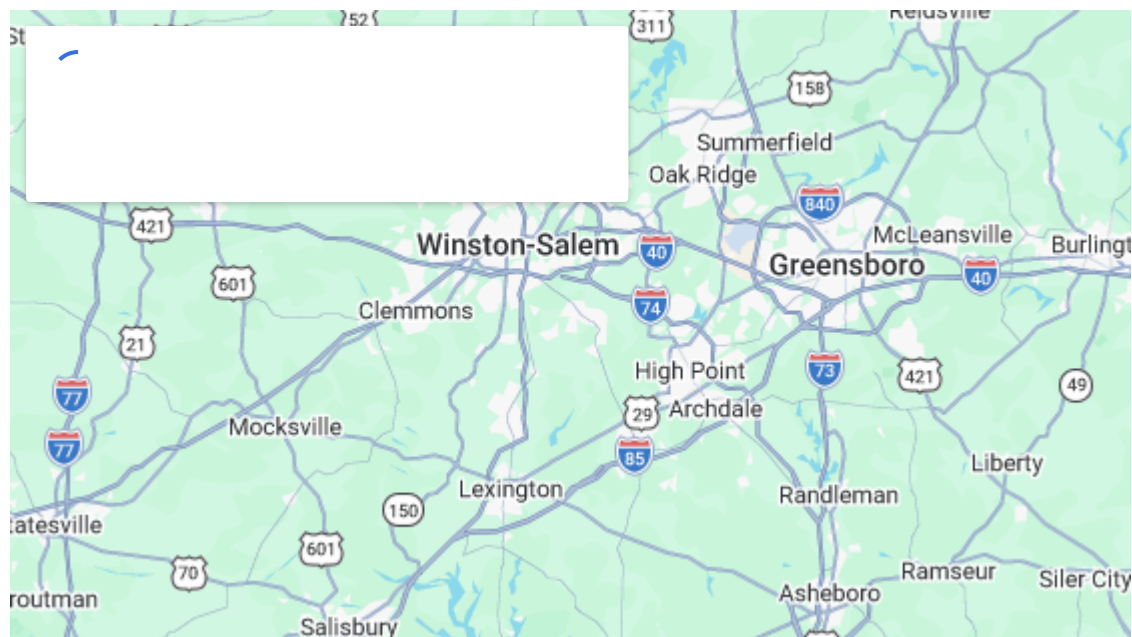 52
311
Reidsville
St
158
Summerfield
Oak Ridge
840
421
Winston-Salem
40
McLeansville
Burlingt
Greensboro
40
601
74
Clemmons
21
High Point
73
421
49
77
29
Archdale
Mocksville
77
85
Liberty
Lexington
Randleman
150
tatesville
601
70
Ramseur
Siler City
routman
Asheboro
Salisbury